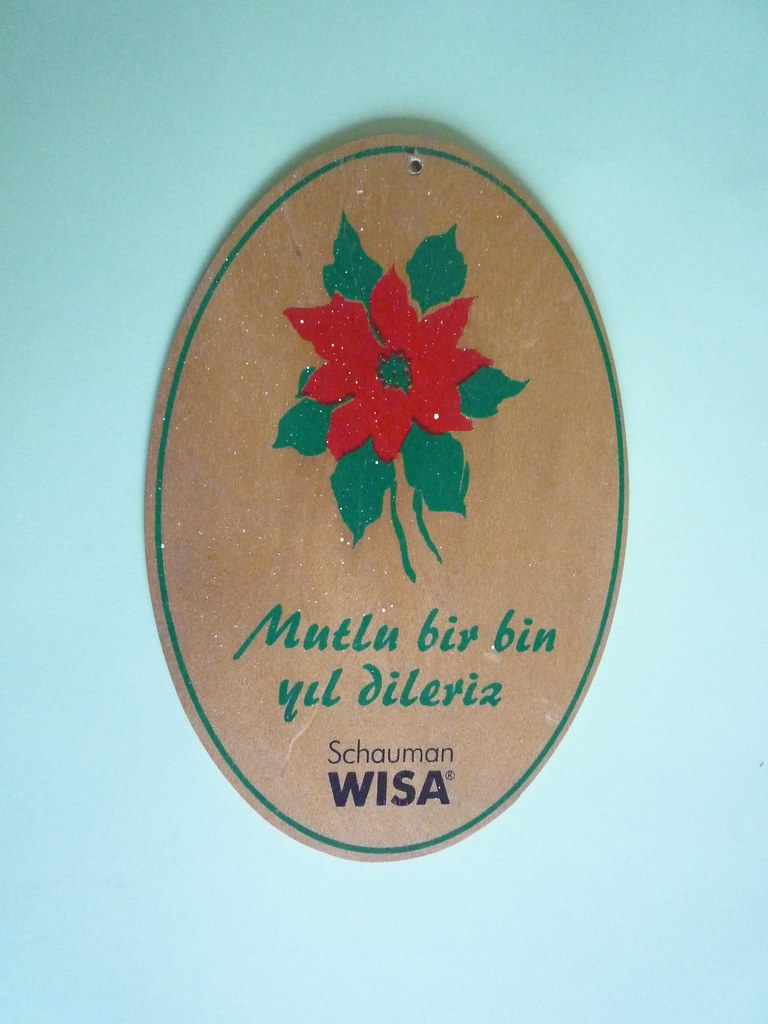 Mutlu bir bin
yıl dileriz
Schauman
WISA®